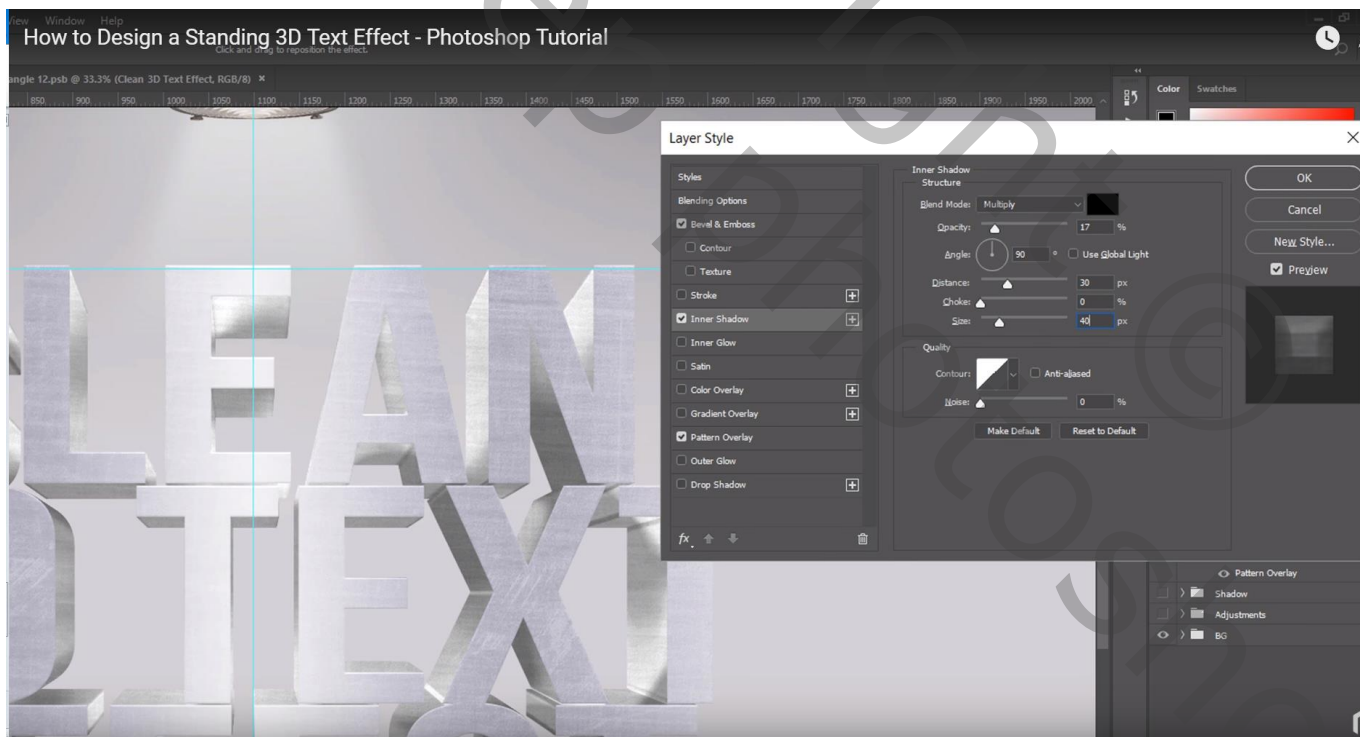 View Window Help
How to Design a Standing 3D Text Effect - Photoshop Tutorial
Click and drag to reposition the effect.
angle 12.psb @ 33.3% (Clean 3D Text Effect, RGB/8) ×
850 900 950 1000 1050 1100 1150 1200 1250 1300 1350 1400 1450 1500 1550 1600 1650 1700 1750 1800 1850 1900 1950 2000
Color Swatches
Layer Style
Styles
Blending Options
Bevel & Emboss
Contour
Texture
Stroke
Inner Shadow
Inner Glow
Satin
Color Overlay
Gradient Overlay
Pattern Overlay
Outer Glow
Drop Shadow
fx
Inner Shadow
Structure
Blend Mode: Multiply
Opacity: 17 %
Angle: 90 ° Use Global Light
Distance: 30 px
Choke: 0 %
Size: 40 px
Quality
Contour: Anti-aliased
Noise: 0 %
Make Default Reset to Default
OK
Cancel
New Style...
Preview
Pattern Overlay
Shadow
Adjustments
BG
LEAN
TEXT